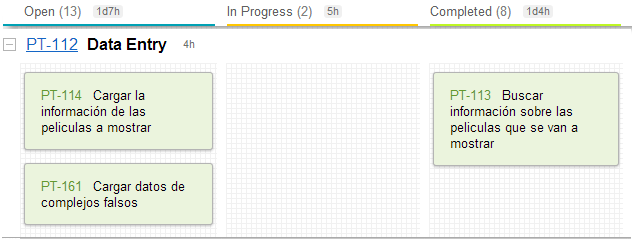 Open (13) 1d7h In Progress (2) 5h Completed (8) 1d4h
PT-112 Data Entry 4h
PT-114 Cargar la
información de las
peliculas a mostrar
PT-113 Buscar
información sobre las
peliculas que se van a
mostrar
PT-161 Cargar datos de
complejos falsos